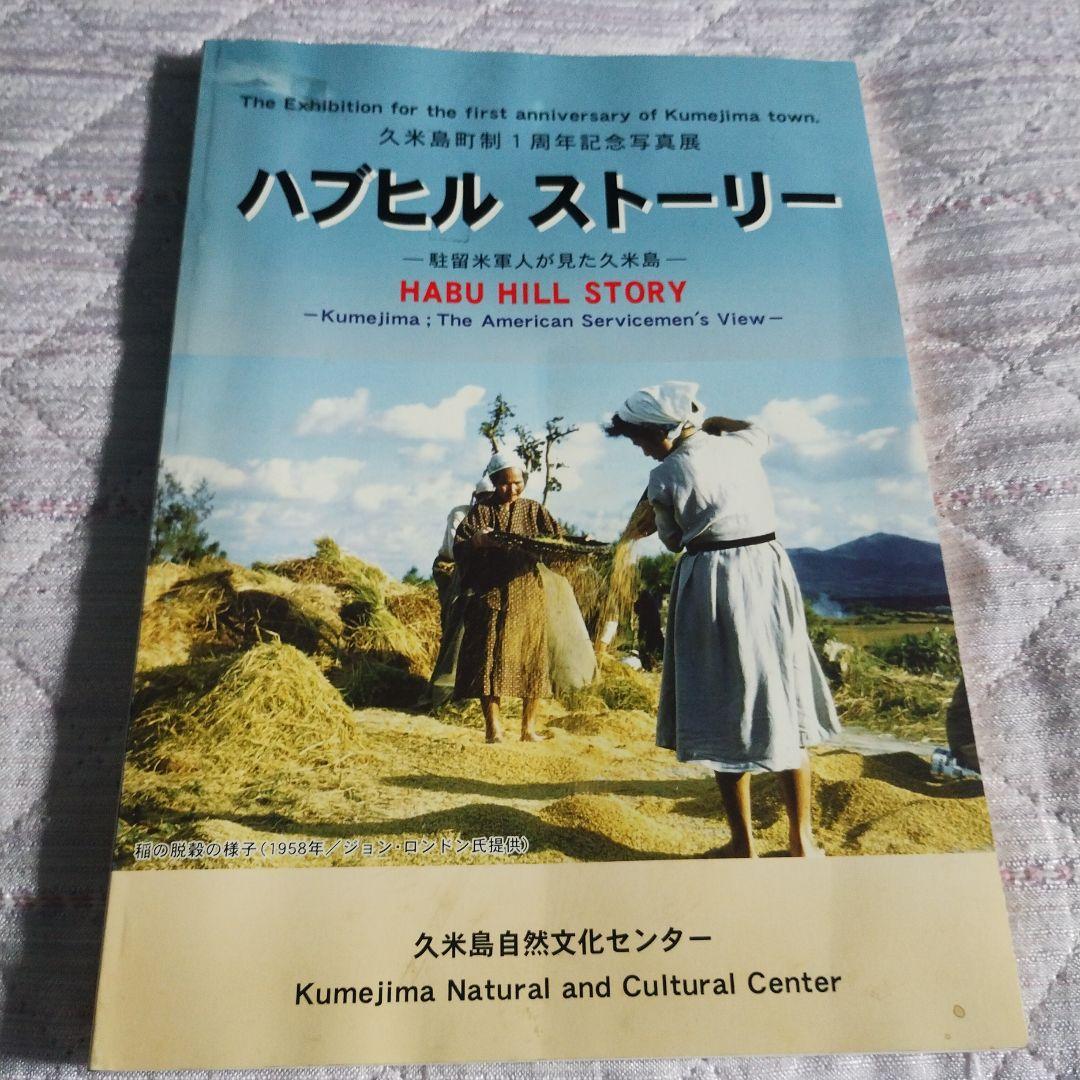 The Exhibition for the first anniversary of Kumejima town.
久米島町制1周年記念写真展
ハブヒル ストーリー
―駐留米軍人が見た久米島―
HABU HILL STORY
―Kumejima ; The American Servicemen's View―
稲の脱穀の様子(1958年/ジョン・ロンドン氏提供)
久米島自然文化センター
Kumejima Natural and Cultural Center